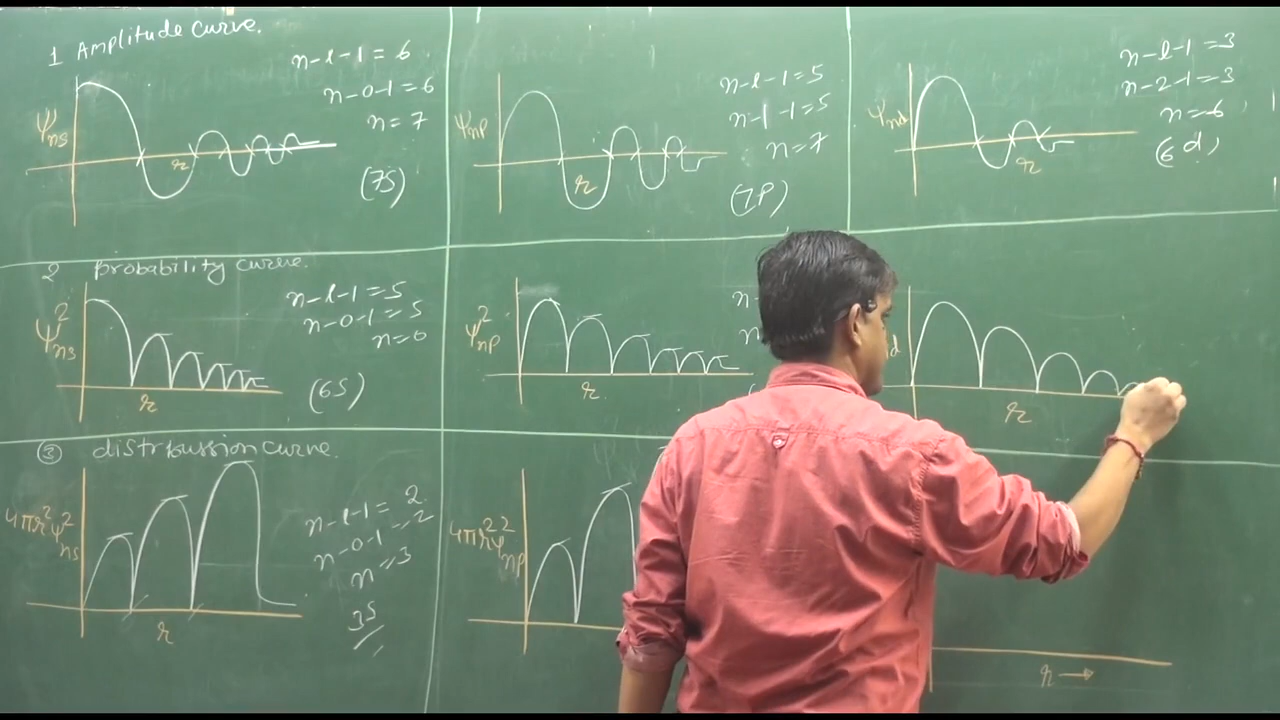 1 Amplitude curve.
n-l-1 = 6
n-0-1 = 6
n = 7
ψns
r
(7S)
n-l-1 = 5
n-1-1 = 5
n = 7
ψnp
r
(7P)
n-l-1 = 3
n-2-1 = 3
n = 6
ψnd
r
(6d)
2 probability curve.
n-l-1 = 5
n-0-1 = 5
n = 6
ψ²ns
r
(6S)
ψ²np
r
n-
n
d
r
③ distrbussion curve.
n-l-1 = 2
n-0-1 = 2
n = 3
3S
4πr²ψ²ns
r
4πr²ψ²np
r →